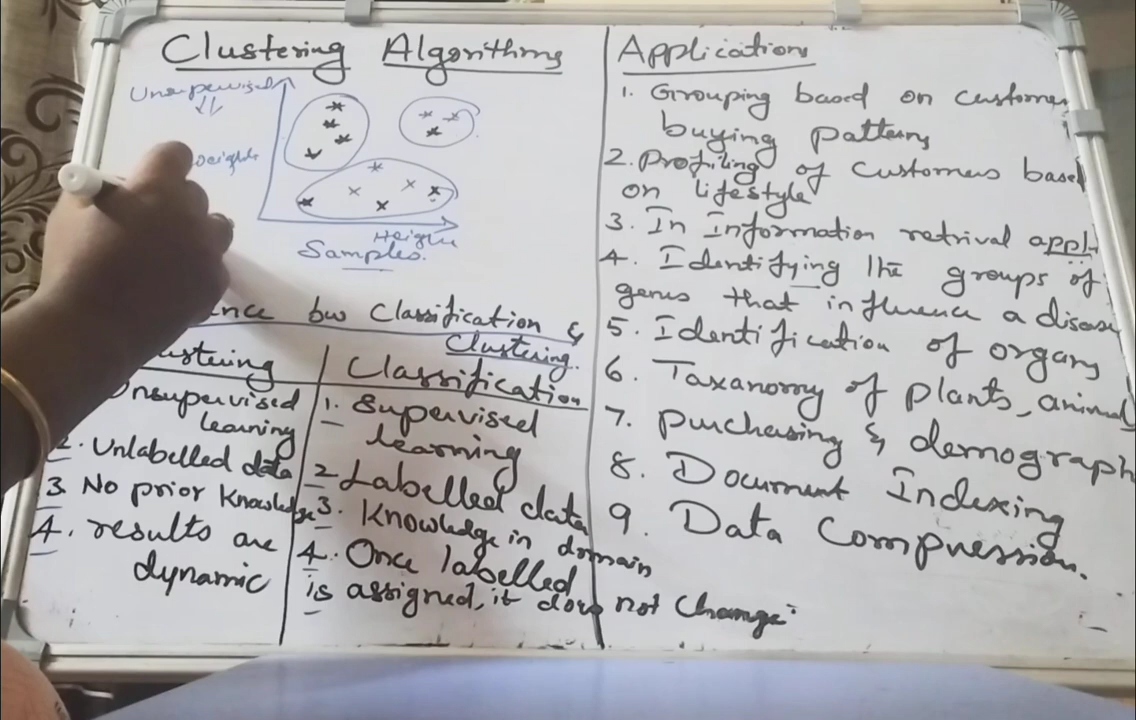 Clustering Algorithms
Unsupervised
Weight
Height
Samples.
ence bw Classification &
Clustering.
ustering
Unsupervised
learning
2. Unlabelled data
3 No prior Knowledge
4. results are
dynamic
Classification
1. Supervised
learning
2 Labelled data
3. Knowledge in domain
4. Once labelled
is assigned, it does not change.
Applications
1. Grouping based on customer
buying patterns
2. Profiling of Customers based
on lifestyle
3. In Information retrival appli
4. Identifying the groups of
genes that influence a disease
5. Identification of organs
6. Taxanomy of plants, animal
7. Purchasing & demograph
8. Document Indexing
9. Data Compression.